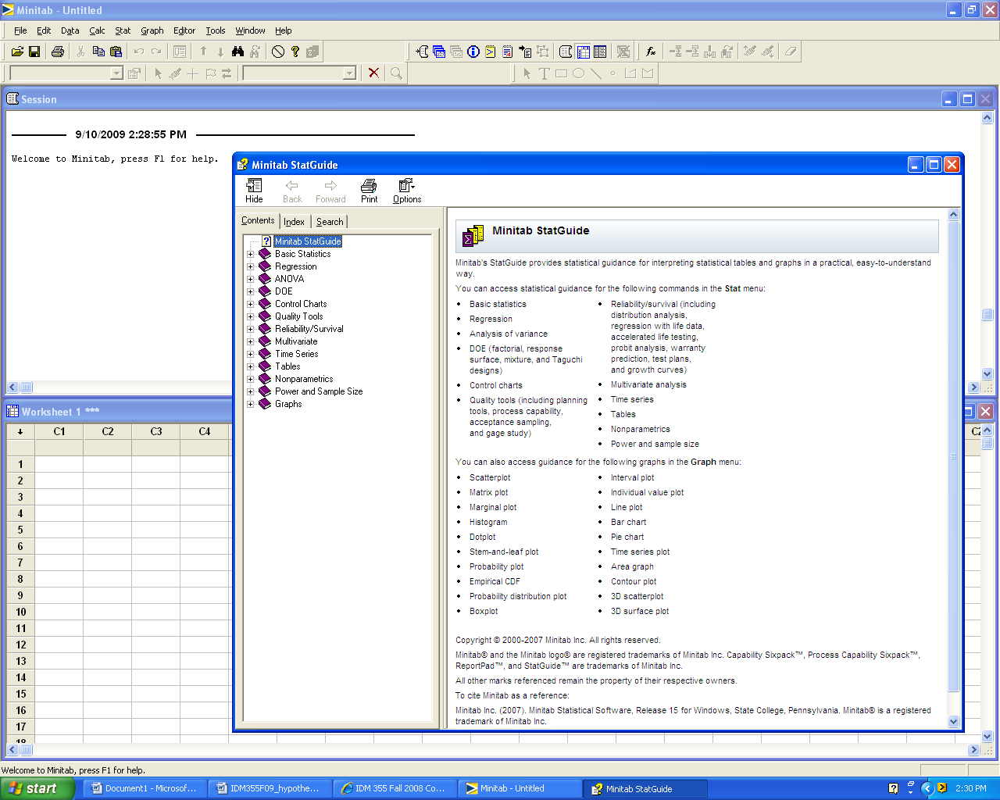 Minitab - Untitled
File Edit Data Calc Stat Graph Editor Tools Window Help
Session
9/10/2009 2:28:55 PM
Welcome to Minitab, press F1 for help.
Minitab StatGuide
Hide Back Forward Print Options
Contents Index Search
Minitab StatGuide
Basic Statistics
Regression
ANOVA
DOE
Control Charts
Quality Tools
Reliability/Survival
Multivariate
Time Series
Tables
Nonparametrics
Power and Sample Size
Graphs
Minitab StatGuide
Minitab's StatGuide provides statistical guidance for interpreting statistical tables and graphs in a practical, easy-to-understand
way.
You can access statistical guidance for the following commands in the Stat menu:
• Basic statistics
• Regression
• Analysis of variance
• DOE (factorial, response
surface, mixture, and Taguchi
designs)
• Control charts
• Quality tools (including planning
tools, process capability,
acceptance sampling,
and gage study)
• Reliability/survival (including
distribution analysis,
regression with life data,
accelerated life testing,
probit analysis, warranty
prediction, test plans,
and growth curves)
• Multivariate analysis
• Time series
• Tables
• Nonparametrics
• Power and sample size
You can also access guidance for the following graphs in the Graph menu:
• Scatterplot
• Matrix plot
• Marginal plot
• Histogram
• Dotplot
• Stem-and-leaf plot
• Probability plot
• Empirical CDF
• Probability distribution plot
• Boxplot
• Interval plot
• Individual value plot
• Line plot
• Bar chart
• Pie chart
• Time series plot
• Area graph
• Contour plot
• 3D scatterplot
• 3D surface plot
Copyright © 2000-2007 Minitab Inc. All rights reserved.
Minitab® and the Minitab logo® are registered trademarks of Minitab Inc. Capability Sixpack™, Process Capability Sixpack™,
ReportPad™, and StatGuide™ are trademarks of Minitab Inc.
All other marks referenced remain the property of their respective owners.
To cite Minitab as a reference:
Minitab Inc. (2007). Minitab Statistical Software, Release 15 for Windows, State College, Pennsylvania. Minitab® is a registered
trademark of Minitab Inc.
Worksheet 1 ***
C1 C2 C3 C4
1
2
3
4
5
6
7
8
9
10
11
12
13
14
15
16
17
18
Welcome to Minitab, press F1 for help.
start Document1 - Microsof... IDM355F09_hypothe... IDM 355 Fall 2008 Co... Minitab - Untitled Minitab StatGuide 2:30 PM